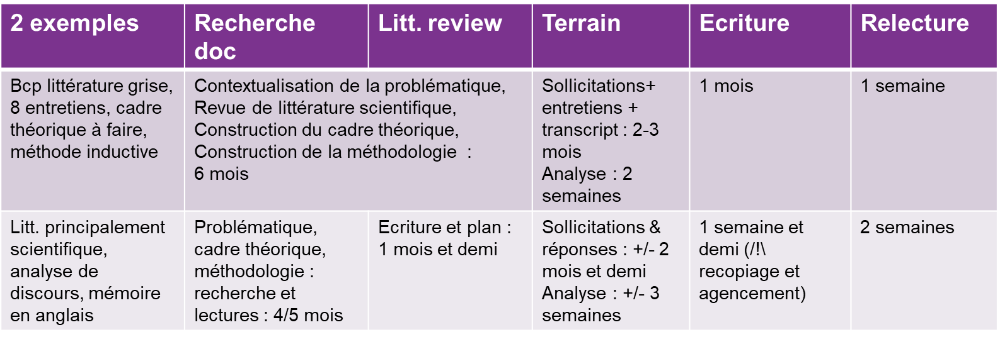 2 exemples
Recherche
doc
Litt. review
Terrain
Ecriture
Relecture
Bcp littérature grise,
8 entretiens, cadre
théorique à faire,
méthode inductive
Contextualisation de la problématique,
Revue de littérature scientifique,
Construction du cadre théorique,
Construction de la méthodologie :
6 mois
Sollicitations+
entretiens +
transcript : 2-3
mois
Analyse : 2
semaines
1 mois
1 semaine
Litt. principalement
scientifique,
analyse de
discours, mémoire
en anglais
Problématique,
cadre théorique,
méthodologie :
recherche et
lectures : 4/5 mois
Ecriture et plan :
1 mois et demi
Sollicitations &
réponses : +/- 2
mois et demi
Analyse : +/- 3
semaines
1 semaine et
demi (/!\
recopiage et
agencement)
2 semaines